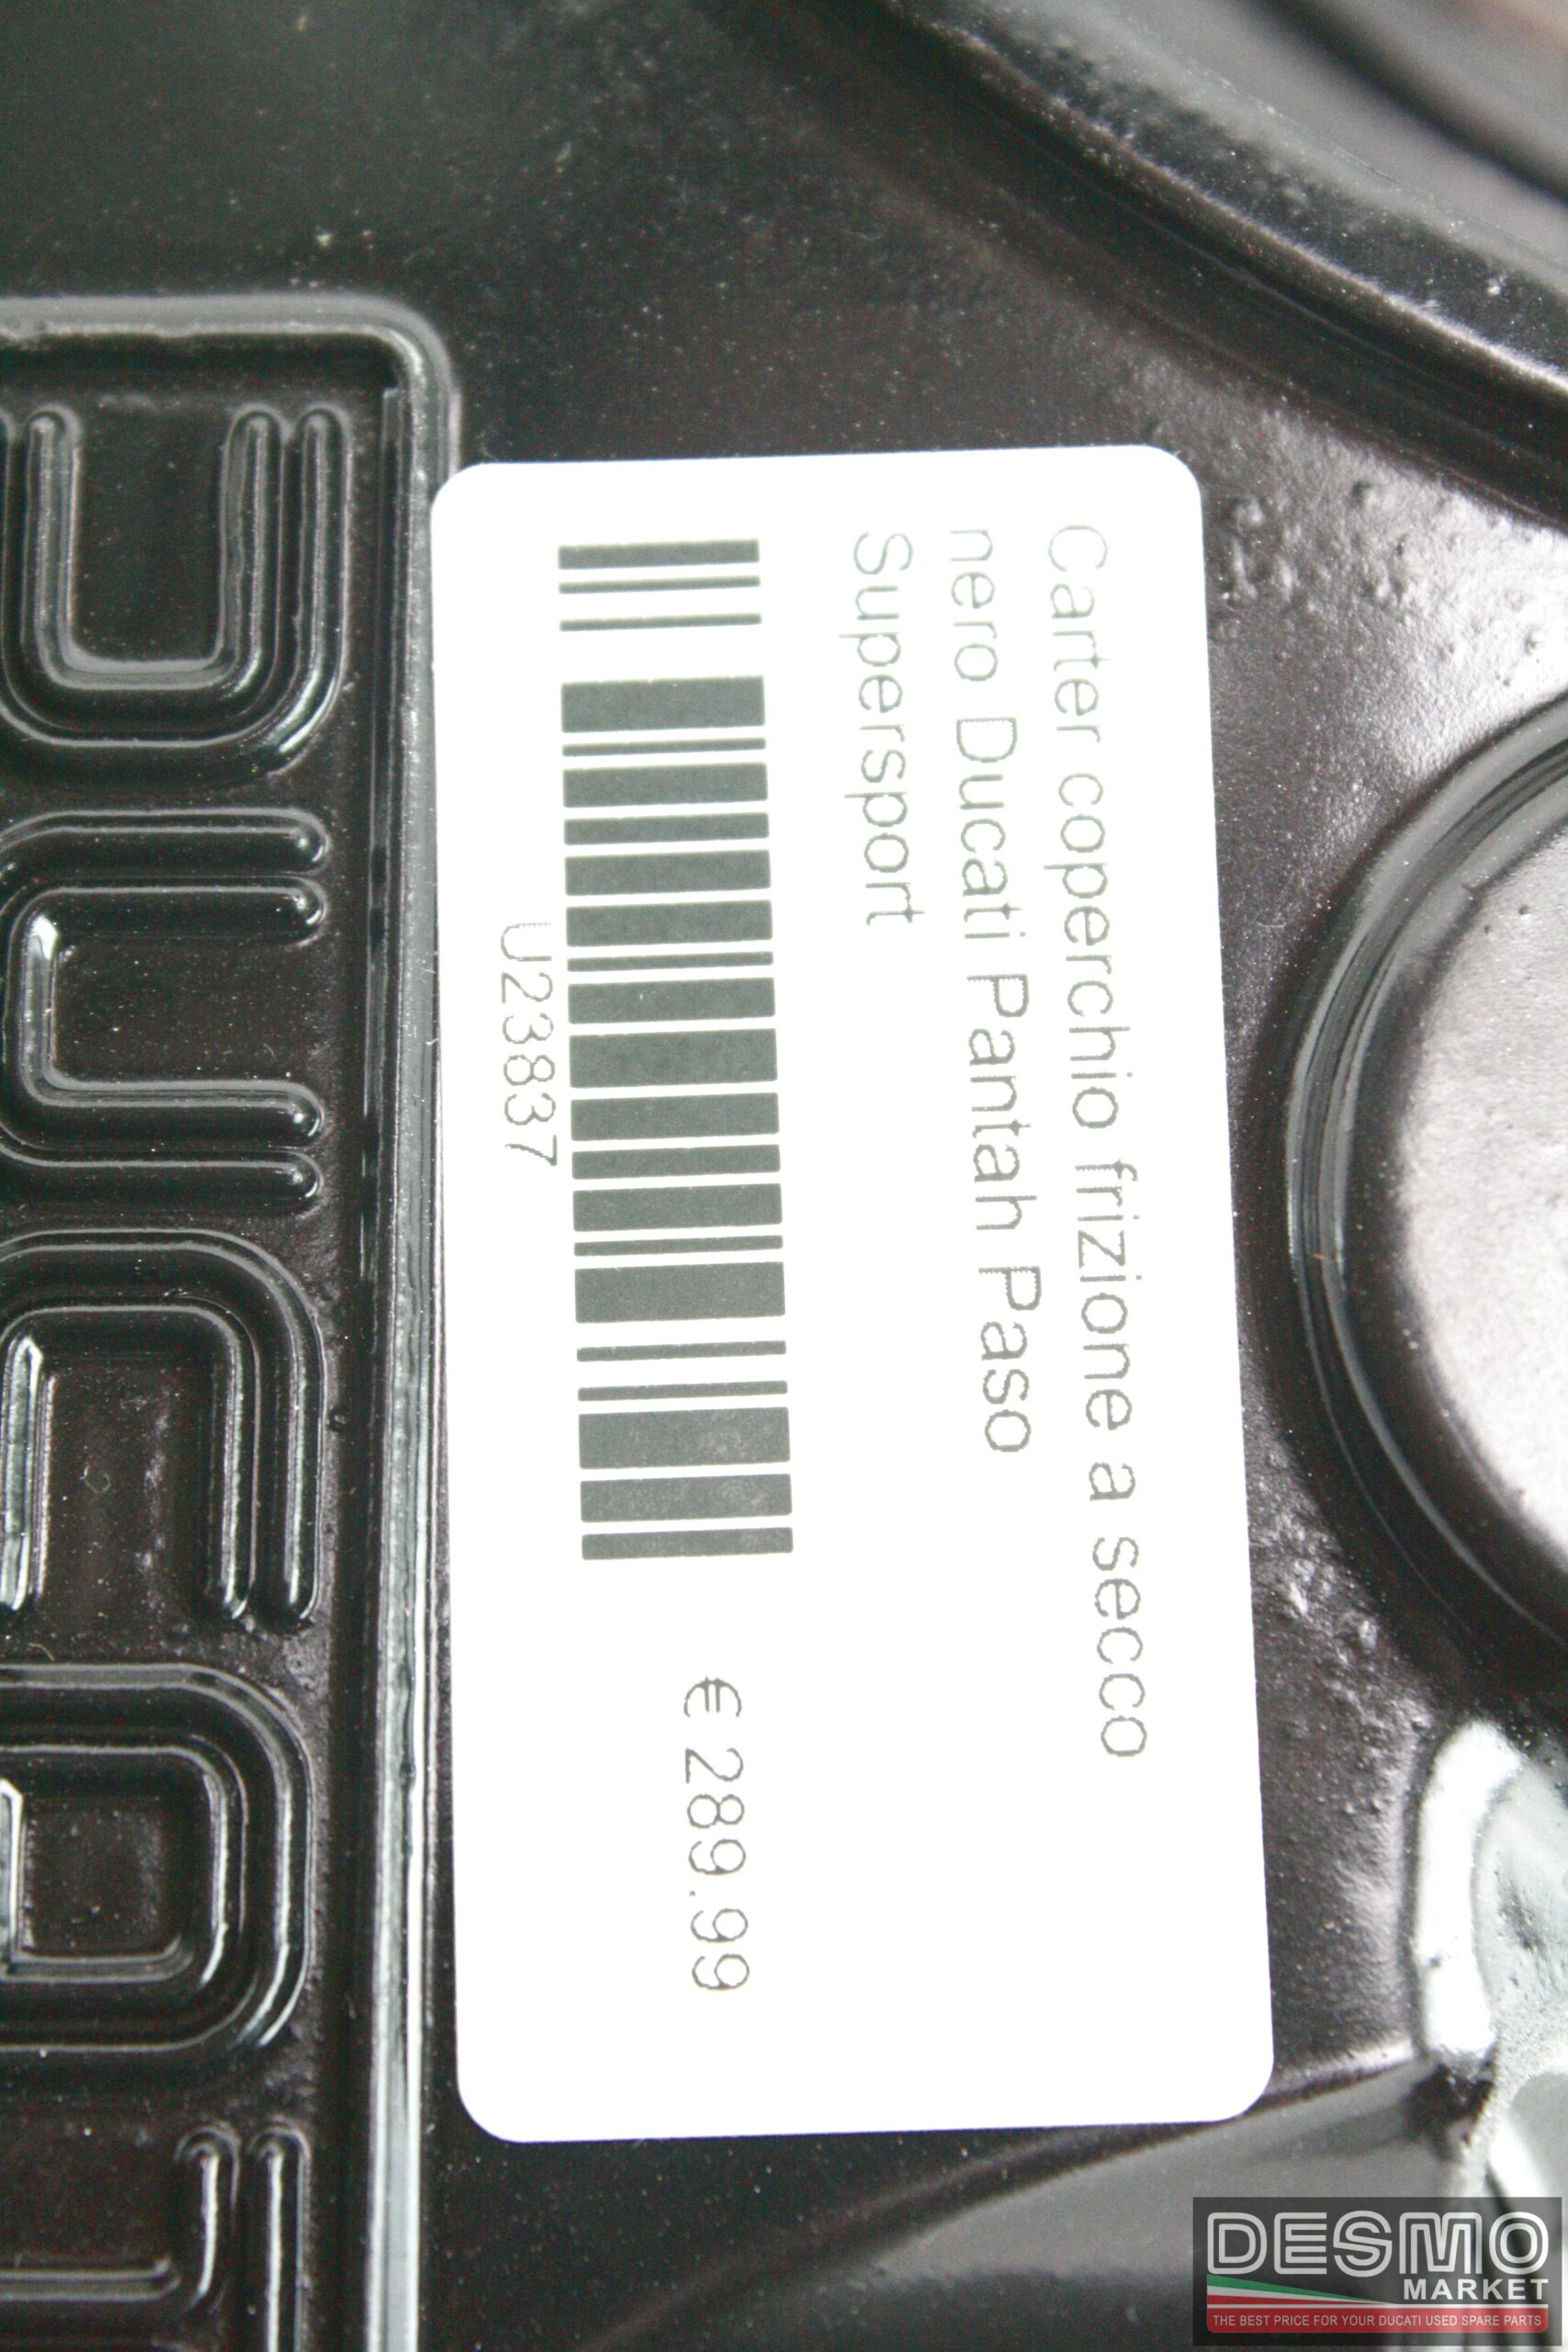 Carter coperchio frizione a secco
nero Ducati Pantah Paso
Supersport
U23837
€ 289.99
DESMO
MARKET
THE BEST PRICE FOR YOUR DUCATI USED SPARE PARTS